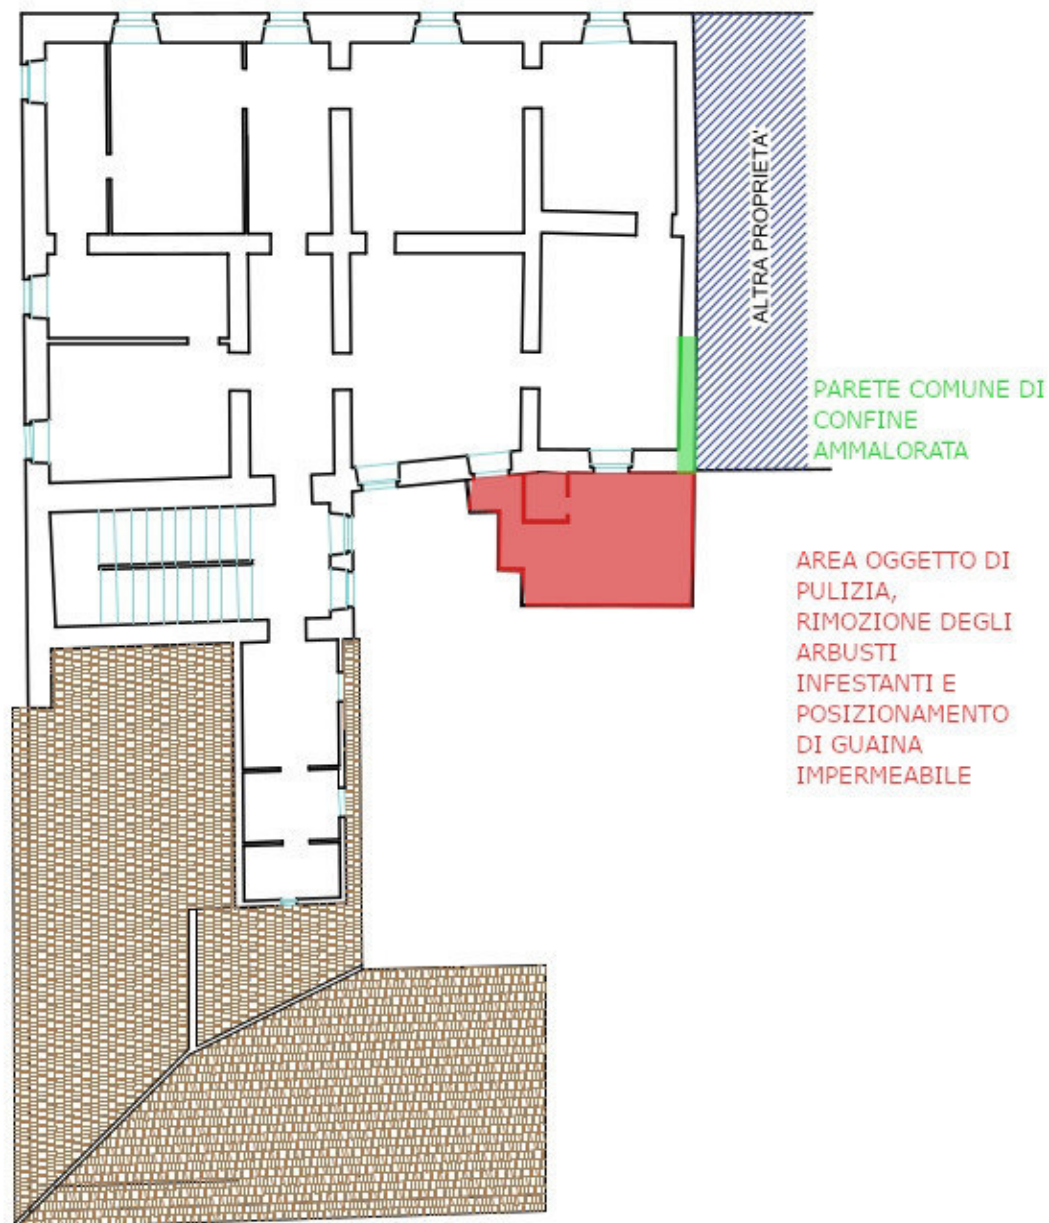 ALTRA PROPRIETA'
PARETE COMUNE DI
CONFINE
AMMALORATA
AREA OGGETTO DI
PULIZIA,
RIMOZIONE DEGLI
ARBUSTI
INFESTANTI E
POSIZIONAMENTO
DI GUAINA
IMPERMEABILE